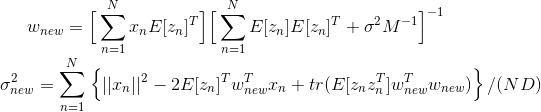 w_{new} = \Big[ \sum_{n=1}^{N} x_n E[z_n]^T \Big] \Big[ \sum_{n=1}^{N} E[z_n] E[z_n]^T + \sigma^2 M^{-1} \Big]^{-1}
\sigma^2_{new} = \sum_{n=1}^{N} \Big\{ ||x_n||^2 - 2E[z_n]^T w_{new}^T x_n + tr(E[z_n z_n^T] w_{new}^T w_{new}) \Big\} / (ND)